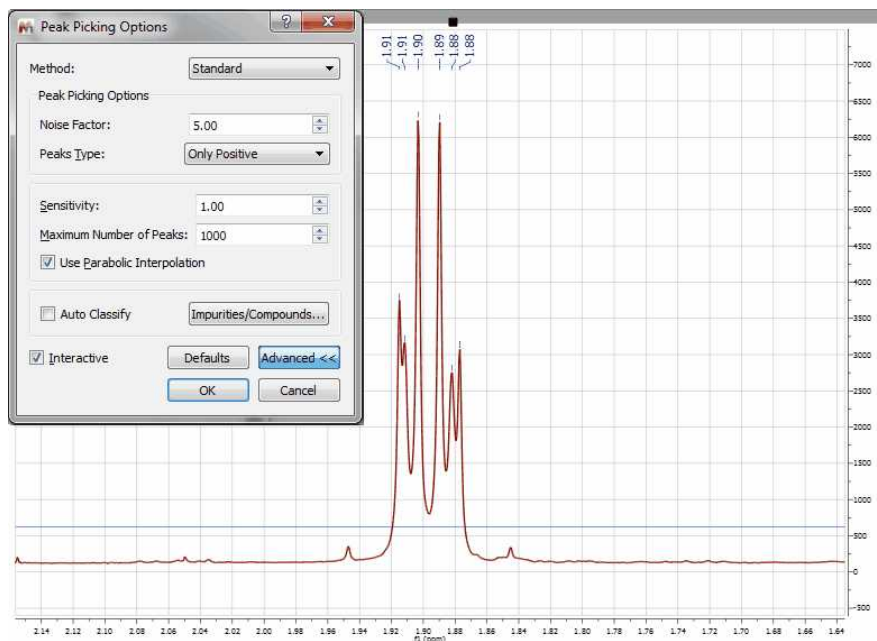 Peak Picking Options
Method:
Standard
Peak Picking Options
Noise Factor:
5.00
Peaks Type:
Only Positive
Sensitivity:
1.00
Maximum Number of Peaks:
1000
Use Parabolic Interpolation
Auto Classify
Impurities/Compounds...
Interactive
Defaults
Advanced <<
OK
Cancel
1.91
1.91
1.90
1.89
1.88
1.88
7000
6500
6000
5500
5000
4500
4000
3500
3000
2500
2000
1500
1000
500
0
-500
2.14 2.12 2.10 2.08 2.06 2.04 2.02 2.00 1.98 1.96 1.94 1.92 1.90 1.88 1.86 1.84 1.82 1.80 1.78 1.76 1.74 1.72 1.70 1.68 1.66 1.64
f1 (ppm)